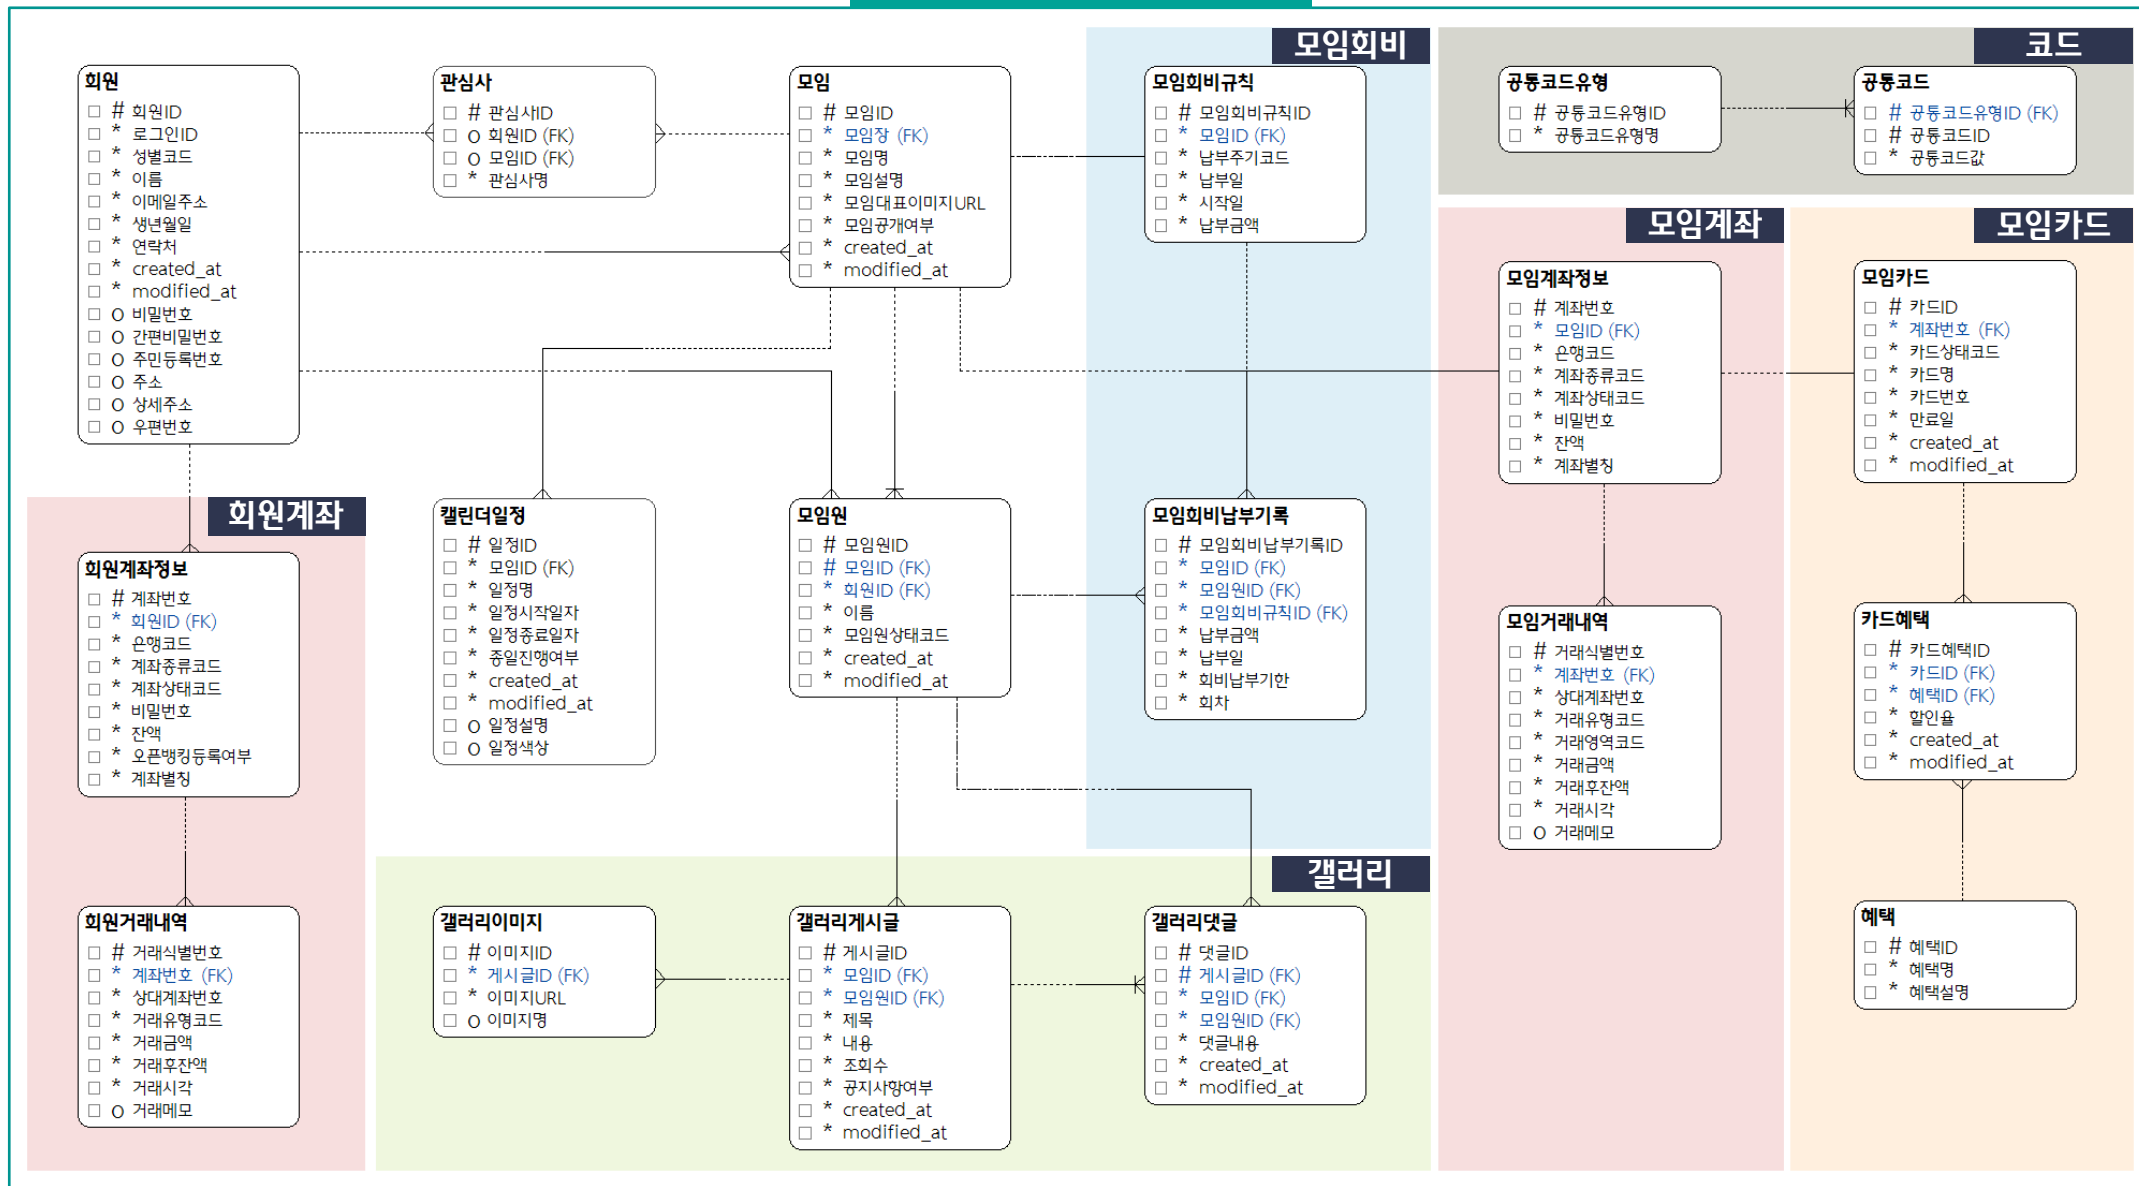 회원
# 회원ID
* 로그인ID
* 성별코드
* 이름
* 이메일주소
* 생년월일
* 연락처
* created_at
* modified_at
O 비밀번호
O 간편비밀번호
O 주민등록번호
O 주소
O 상세주소
O 우편번호
관심사
# 관심사ID
O 회원ID (FK)
O 모임ID (FK)
* 관심사명
모임
# 모임ID
* 모임장 (FK)
* 모임명
* 모임설명
* 모임대표이미지URL
* 모임공개여부
* created_at
* modified_at
모임회비
모임회비규칙
# 모임회비규칙ID
* 모임ID (FK)
* 납부주기코드
* 납부일
* 시작일
* 납부금액
코드
공통코드유형
# 공통코드유형ID
* 공통코드유형명
공통코드
# 공통코드유형ID (FK)
# 공통코드ID
* 공통코드값
모임계좌
모임계좌정보
# 계좌번호
* 모임ID (FK)
* 은행코드
* 계좌종류코드
* 계좌상태코드
* 비밀번호
* 잔액
* 계좌별칭
모임카드
모임카드
# 카드ID
* 계좌번호 (FK)
* 카드상태코드
* 카드명
* 카드번호
* 만료일
* created_at
* modified_at
회원계좌
회원계좌정보
# 계좌번호
* 회원ID (FK)
* 은행코드
* 계좌종류코드
* 계좌상태코드
* 비밀번호
* 잔액
* 오픈뱅킹등록여부
* 계좌별칭
캘린더일정
# 일정ID
* 모임ID (FK)
* 일정명
* 일정시작일자
* 일정종료일자
* 종일진행여부
* created_at
* modified_at
O 일정설명
O 일정색상
모임원
# 모임원ID
# 모임ID (FK)
* 회원ID (FK)
* 이름
* 모임원상태코드
* created_at
* modified_at
모임회비납부기록
# 모임회비납부기록ID
* 모임ID (FK)
* 모임원ID (FK)
* 모임회비규칙ID (FK)
* 납부금액
* 납부일
* 회비납부기한
* 회차
모임거래내역
# 거래식별번호
* 계좌번호 (FK)
* 상대계좌번호
* 거래유형코드
* 거래영역코드
* 거래금액
* 거래후잔액
* 거래시각
O 거래메모
카드혜택
# 카드혜택ID
* 카드ID (FK)
* 혜택ID (FK)
* 할인율
* created_at
* modified_at
회원거래내역
# 거래식별번호
* 계좌번호 (FK)
* 상대계좌번호
* 거래유형코드
* 거래금액
* 거래후잔액
* 거래시각
O 거래메모
갤러리
갤러리이미지
# 이미지ID
* 게시글ID (FK)
* 이미지URL
O 이미지명
갤러리게시글
# 게시글ID
* 모임ID (FK)
* 모임원ID (FK)
* 제목
* 내용
* 조회수
* 공지사항여부
* created_at
* modified_at
갤러리댓글
# 댓글ID
# 게시글ID (FK)
* 모임ID (FK)
* 모임원ID (FK)
* 댓글내용
* created_at
* modified_at
혜택
# 혜택ID
* 혜택명
* 혜택설명